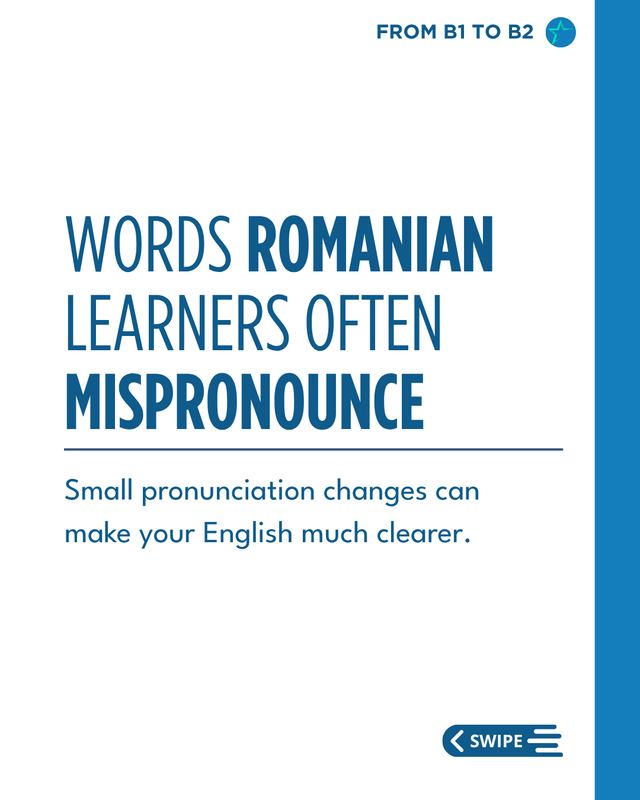 FROM B1 TO B2
WORDS ROMANIAN
LEARNERS OFTEN
MISPRONOUNCE
Small pronunciation changes can
make your English much clearer.
SWIPE